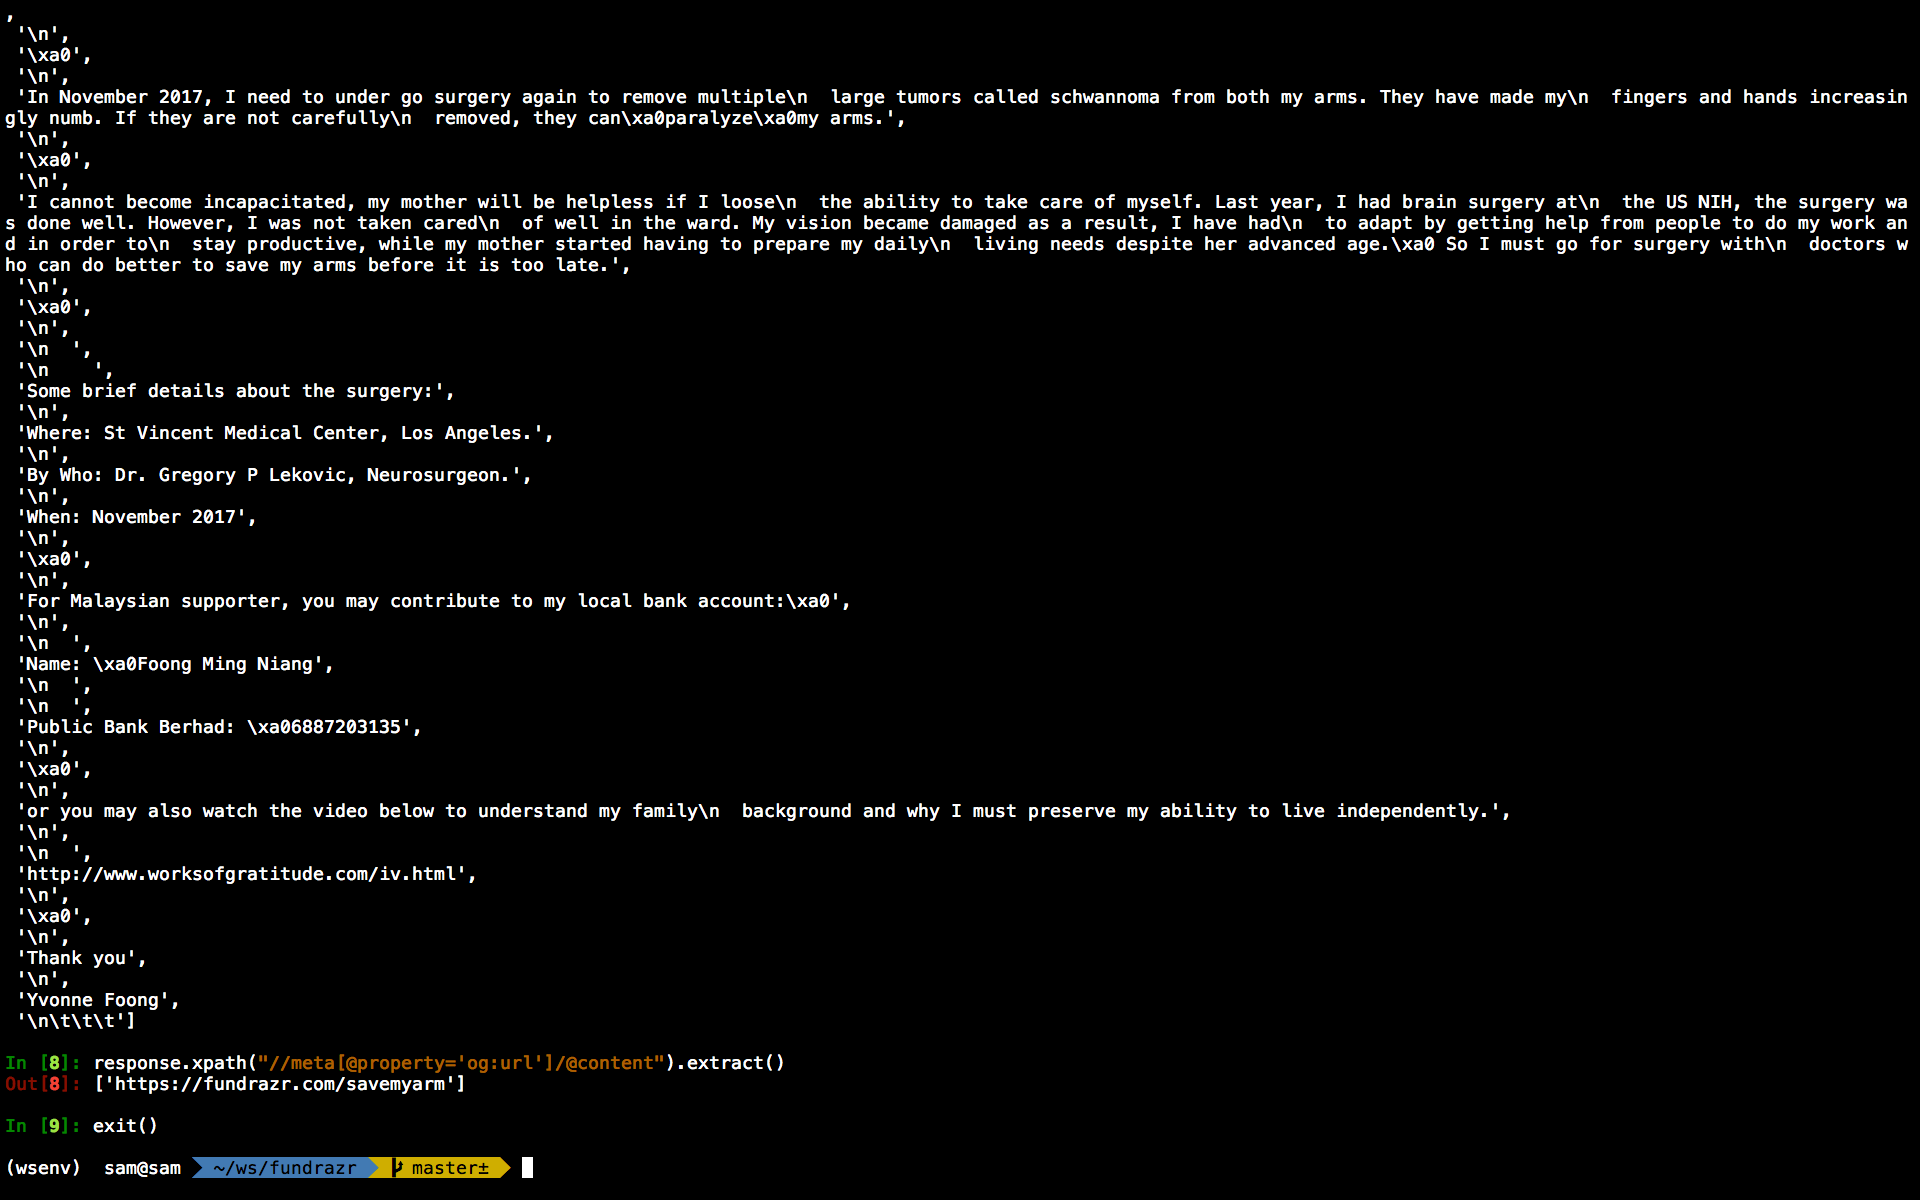 ,
 '\n',
 '\xa0',
 '\n',
 'In November 2017, I need to under go surgery again to remove multiple\n  large tumors called schwannoma from both my arms. They have made my\n  fingers and hands increasin
gly numb. If they are not carefully\n  removed, they can\xa0paralyze\xa0my arms.',
 '\n',
 '\xa0',
 '\n',
 'I cannot become incapacitated, my mother will be helpless if I loose\n  the ability to take care of myself. Last year, I had brain surgery at\n  the US NIH, the surgery wa
s done well. However, I was not taken cared\n  of well in the ward. My vision became damaged as a result, I have had\n  to adapt by getting help from people to do my work an
d in order to\n  stay productive, while my mother started having to prepare my daily\n  living needs despite her advanced age.\xa0 So I must go for surgery with\n  doctors w
ho can do better to save my arms before it is too late.',
 '\n',
 '\xa0',
 '\n',
 '\n  ',
 '\n    ',
 'Some brief details about the surgery:',
 '\n',
 'Where: St Vincent Medical Center, Los Angeles.',
 '\n',
 'By Who: Dr. Gregory P Lekovic, Neurosurgeon.',
 '\n',
 'When: November 2017',
 '\n',
 '\xa0',
 '\n',
 'For Malaysian supporter, you may contribute to my local bank account:\xa0',
 '\n',
 '\n  ',
 'Name: \xa0Foong Ming Niang',
 '\n  ',
 '\n  ',
 'Public Bank Berhad: \xa06887203135',
 '\n',
 '\xa0',
 '\n',
 'or you may also watch the video below to understand my family\n  background and why I must preserve my ability to live independently.',
 '\n',
 '\n  ',
 'http://www.worksofgratitude.com/iv.html',
 '\n',
 '\xa0',
 '\n',
 'Thank you',
 '\n',
 'Yvonne Foong',
 '\n\t\t\t']
In [8]: response.xpath("//meta[@property='og:url']/@content").extract()
Out[8]: ['https://fundrazr.com/savemyarm']
In [9]: exit()
(wsenv)  sam@sam  ~/ws/fundrazr  master±